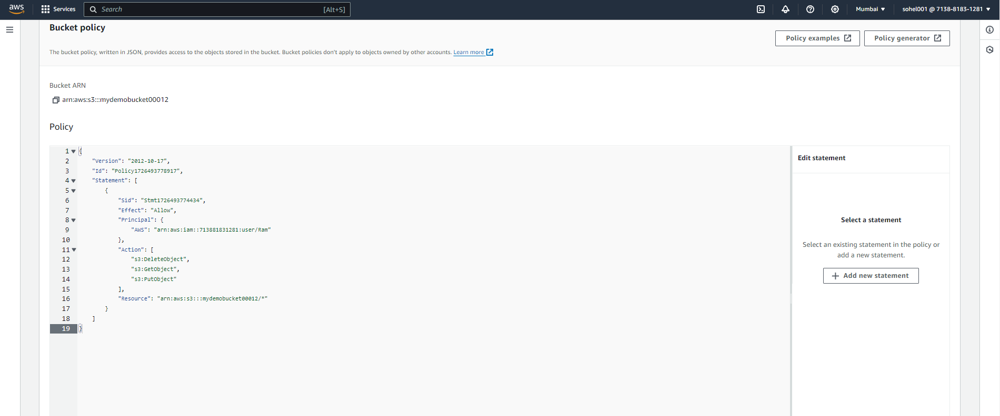 aws Services Search [Alt+S] Mumbai sohel001 @ 7138-8183-1281
Bucket policy
Policy examples Policy generator
The bucket policy, written in JSON, provides access to the objects stored in the bucket. Bucket policies don't apply to objects owned by other accounts. Learn more
Bucket ARN
arn:aws:s3:::mydemobucket00012
Policy
1 {
2 "Version": "2012-10-17",
3 "Id": "Policy1726493778917",
4 "Statement": [
5 {
6 "Sid": "Stmt1726493774434",
7 "Effect": "Allow",
8 "Principal": {
9 "AWS": "arn:aws:iam::713881831281:user/Ram"
10 },
11 "Action": [
12 "s3:DeleteObject",
13 "s3:GetObject",
14 "s3:PutObject"
15 ],
16 "Resource": "arn:aws:s3:::mydemobucket00012/*"
17 }
18 ]
19 }
Edit statement
Select a statement
Select an existing statement in the policy or
add a new statement.
Add new statement